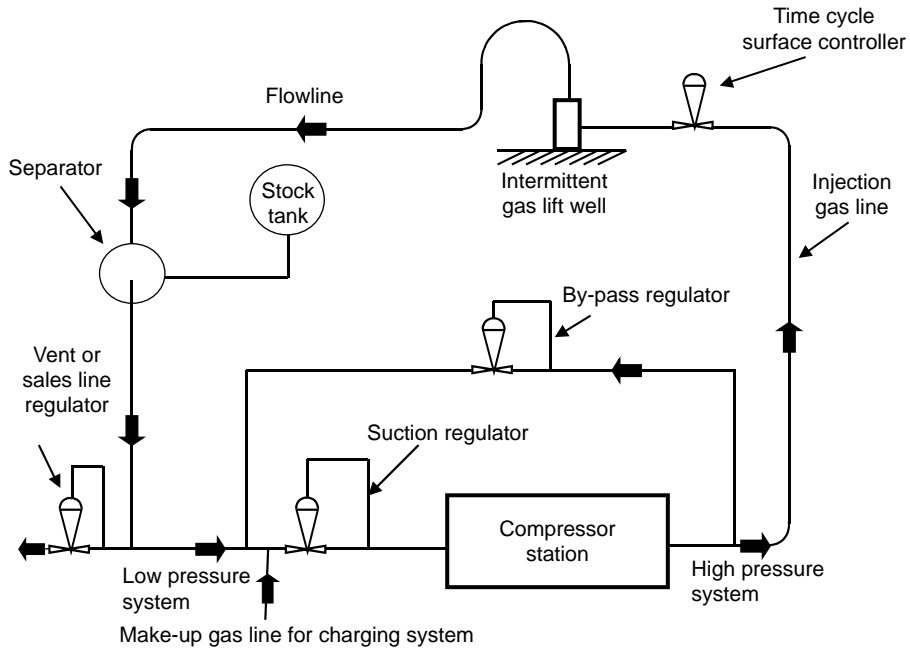 Time cycle
surface controller
Flowline
Separator
Stock
tank
Intermittent
gas lift well
Injection
gas line
By-pass regulator
Vent or
sales line
regulator
Suction regulator
Compressor
station
Low pressure
system
High pressure
system
Make-up gas line for charging system